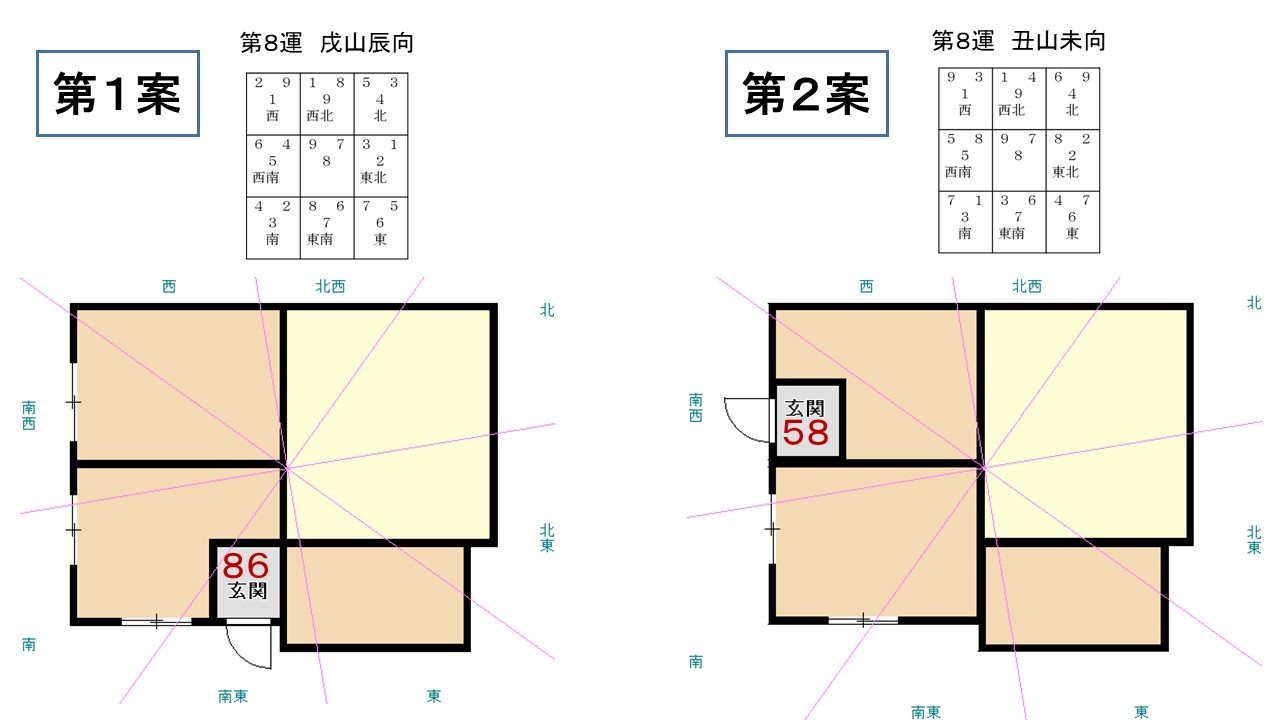 第8運　戌山辰向
第１案
2 9 1 8 5 3
1 9 4
西 西北 北
6 4 9 7 3 1
5 8 2
西南 東北
4 2 8 6 7 5
3 7 6
南 東南 東
西
北西
北
南西
北東
86
玄関
南
南東
東
第8運　丑山未向
第２案
9 3 1 4 6 9
1 9 4
西 西北 北
5 8 9 7 8 2
5 8 2
西南 東北
7 1 3 6 4 7
3 7 6
南 東南 東
西
北西
北
南西
玄関
58
北東
南
南東
東